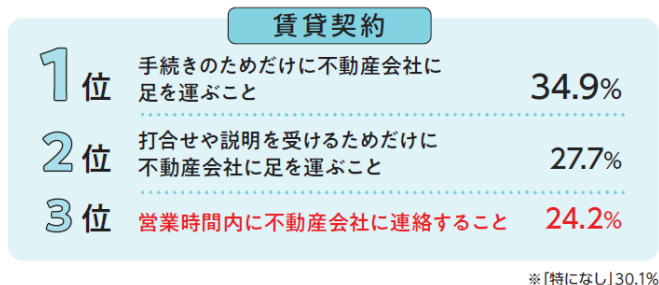 賃貸契約
1位 手続きのためだけに不動産会社に
足を運ぶこと 34.9%
2位 打合せや説明を受けるためだけに
不動産会社に足を運ぶこと 27.7%
3位 営業時間内に不動産会社に連絡すること 24.2%
※「特になし」30.1%